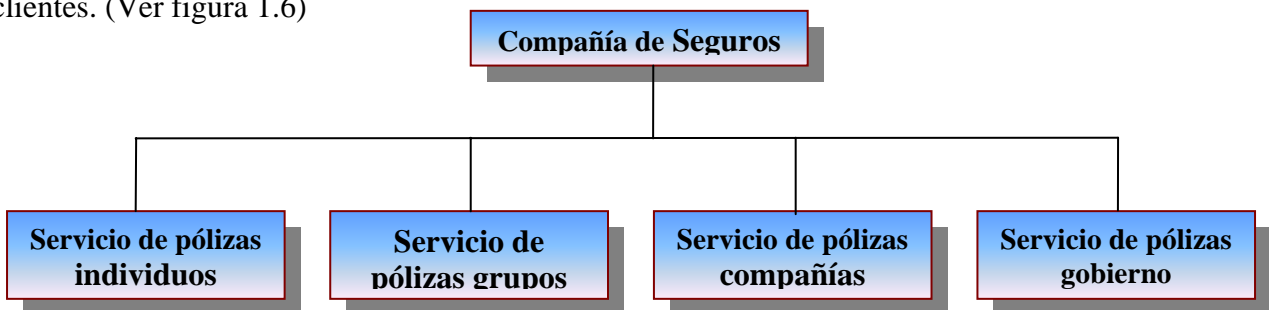 clientes. (Ver figura 1.6)
Compañía de Seguros
Servicio de pólizas
individuos
Servicio de
pólizas grupos
Servicio de pólizas
compañías
Servicio de pólizas
gobierno